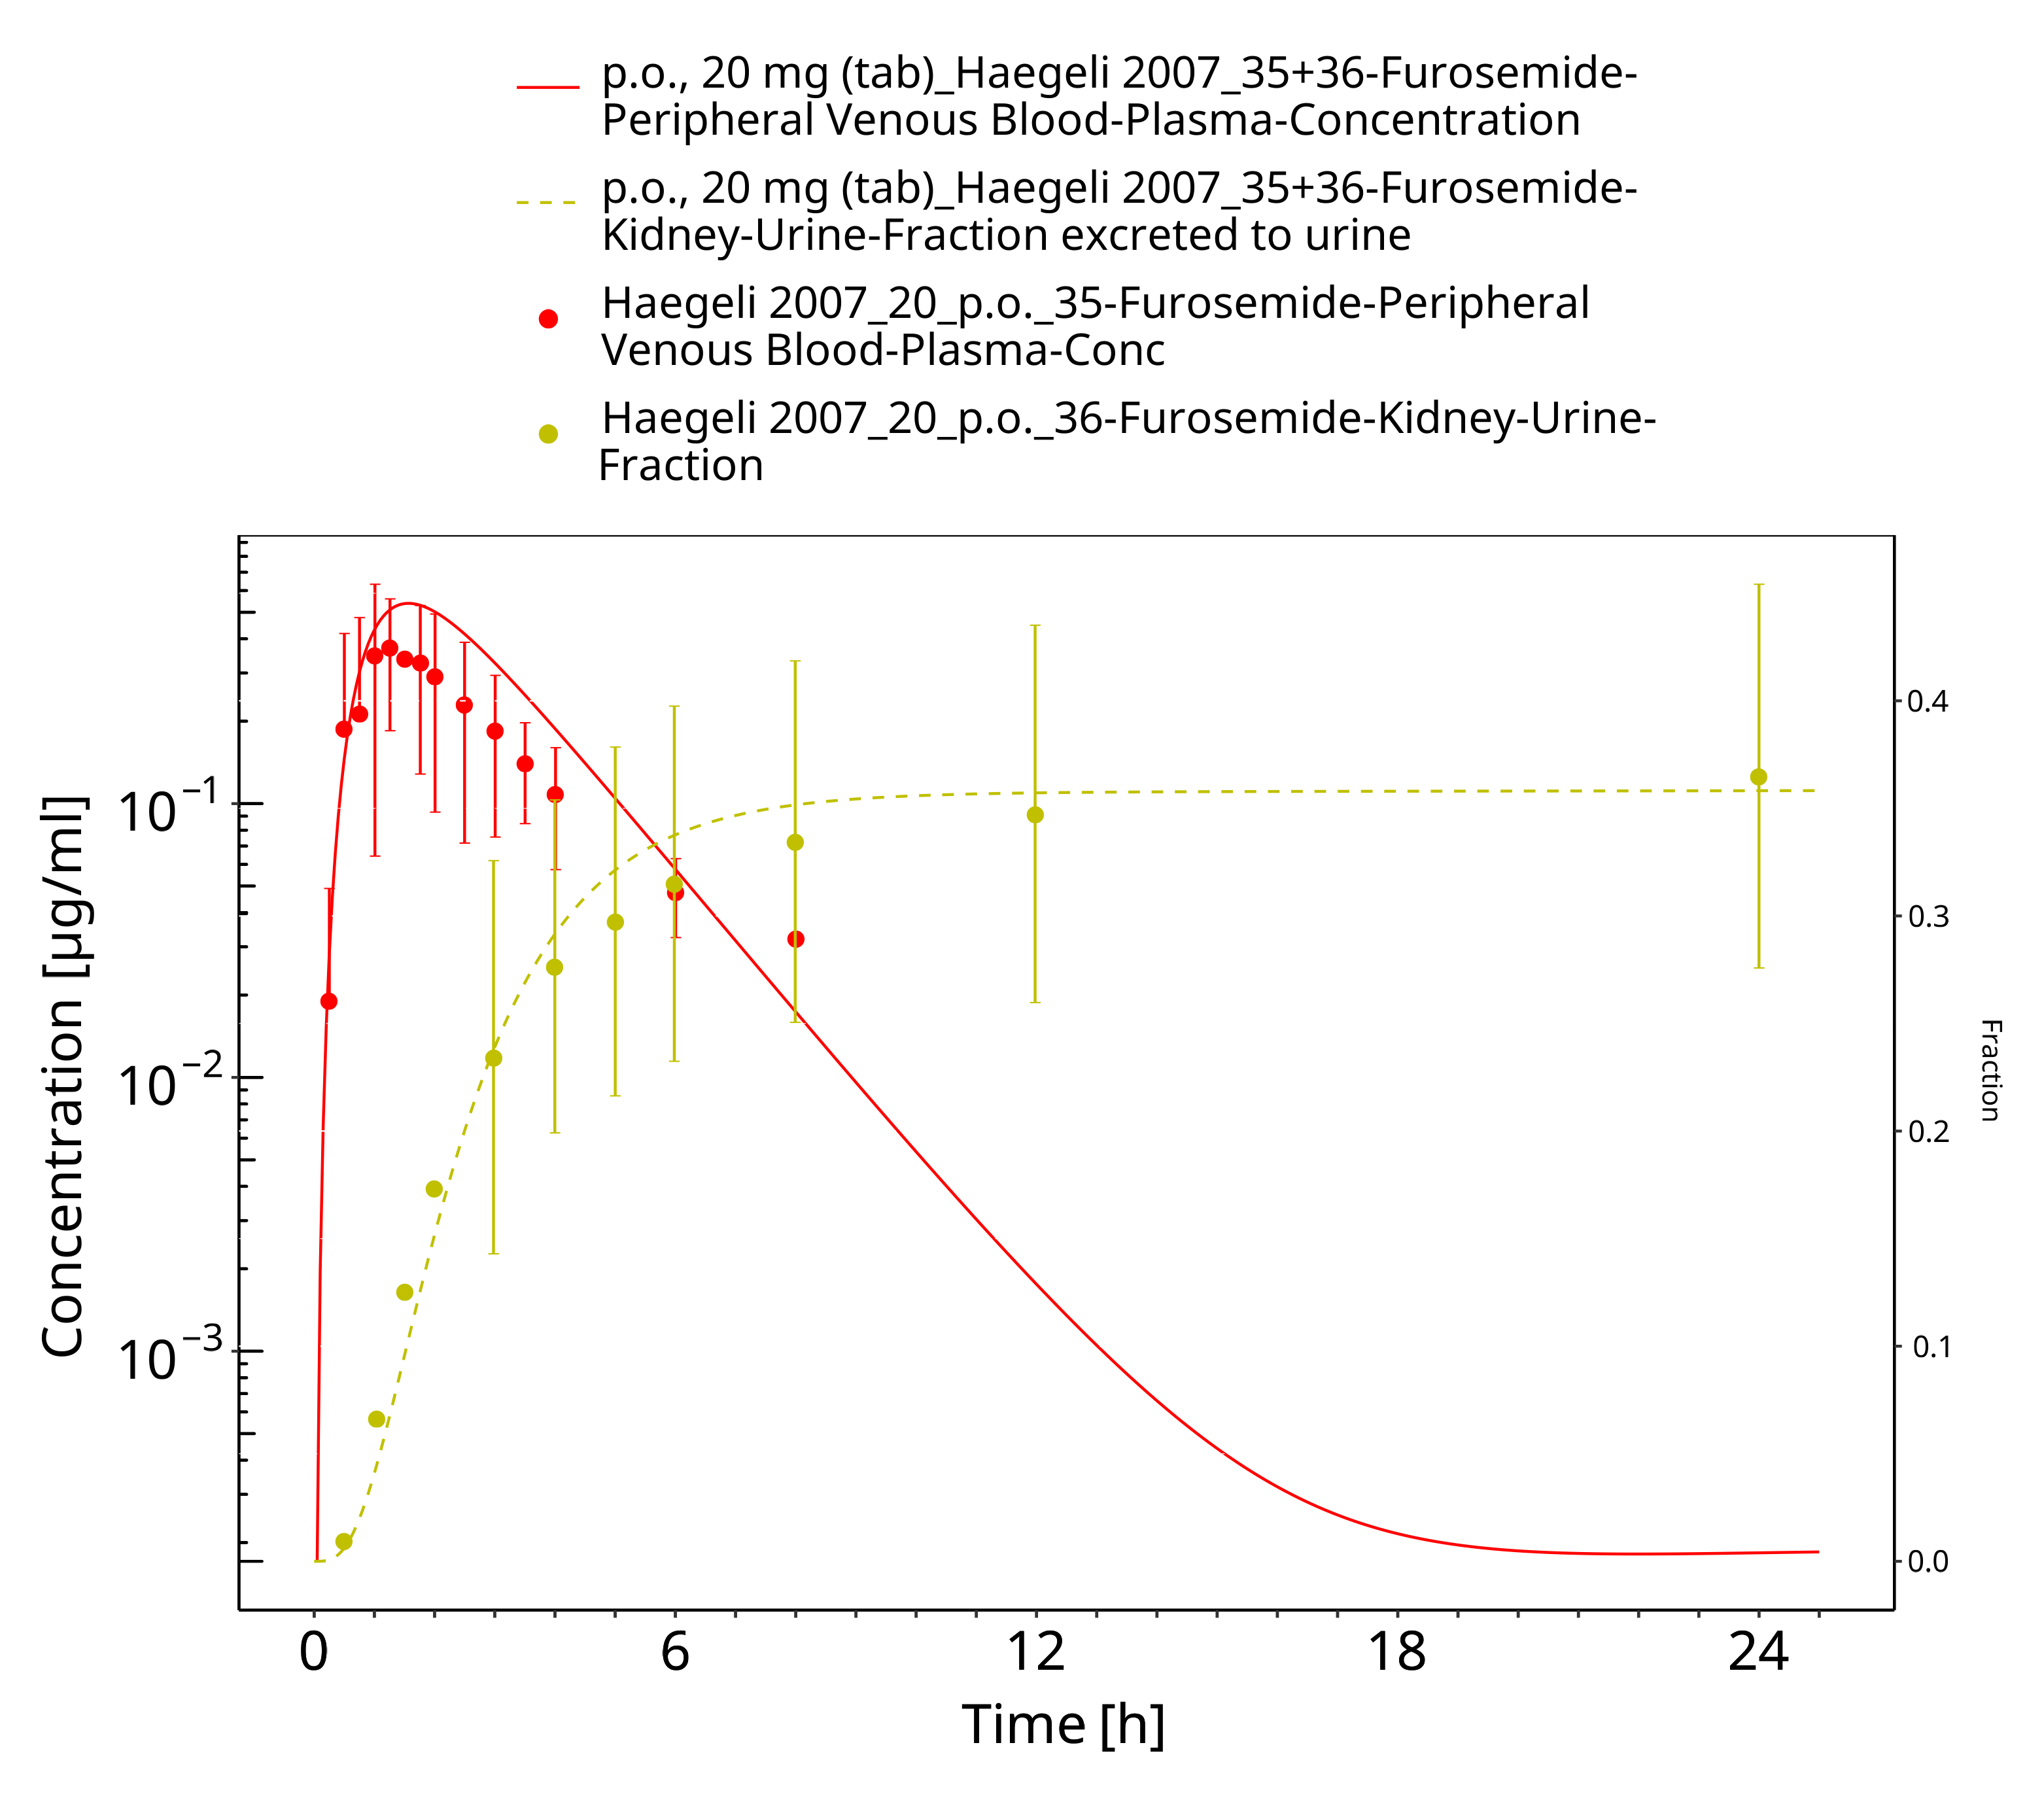 p.o., 20 mg (tab)_Haegeli 2007_35+36-Furosemide-
Peripheral Venous Blood-Plasma-Concentration
p.o., 20 mg (tab)_Haegeli 2007_35+36-Furosemide-
Kidney-Urine-Fraction excreted to urine
Haegeli 2007_20_p.o._35-Furosemide-Peripheral
Venous Blood-Plasma-Conc
Haegeli 2007_20_p.o._36-Furosemide-Kidney-Urine-
Fraction
Concentration [µg/ml]
10⁻¹
10⁻²
10⁻³
0.4
0.3
0.2
0.1
0.0
Fraction
0 6 12 18 24
Time [h]